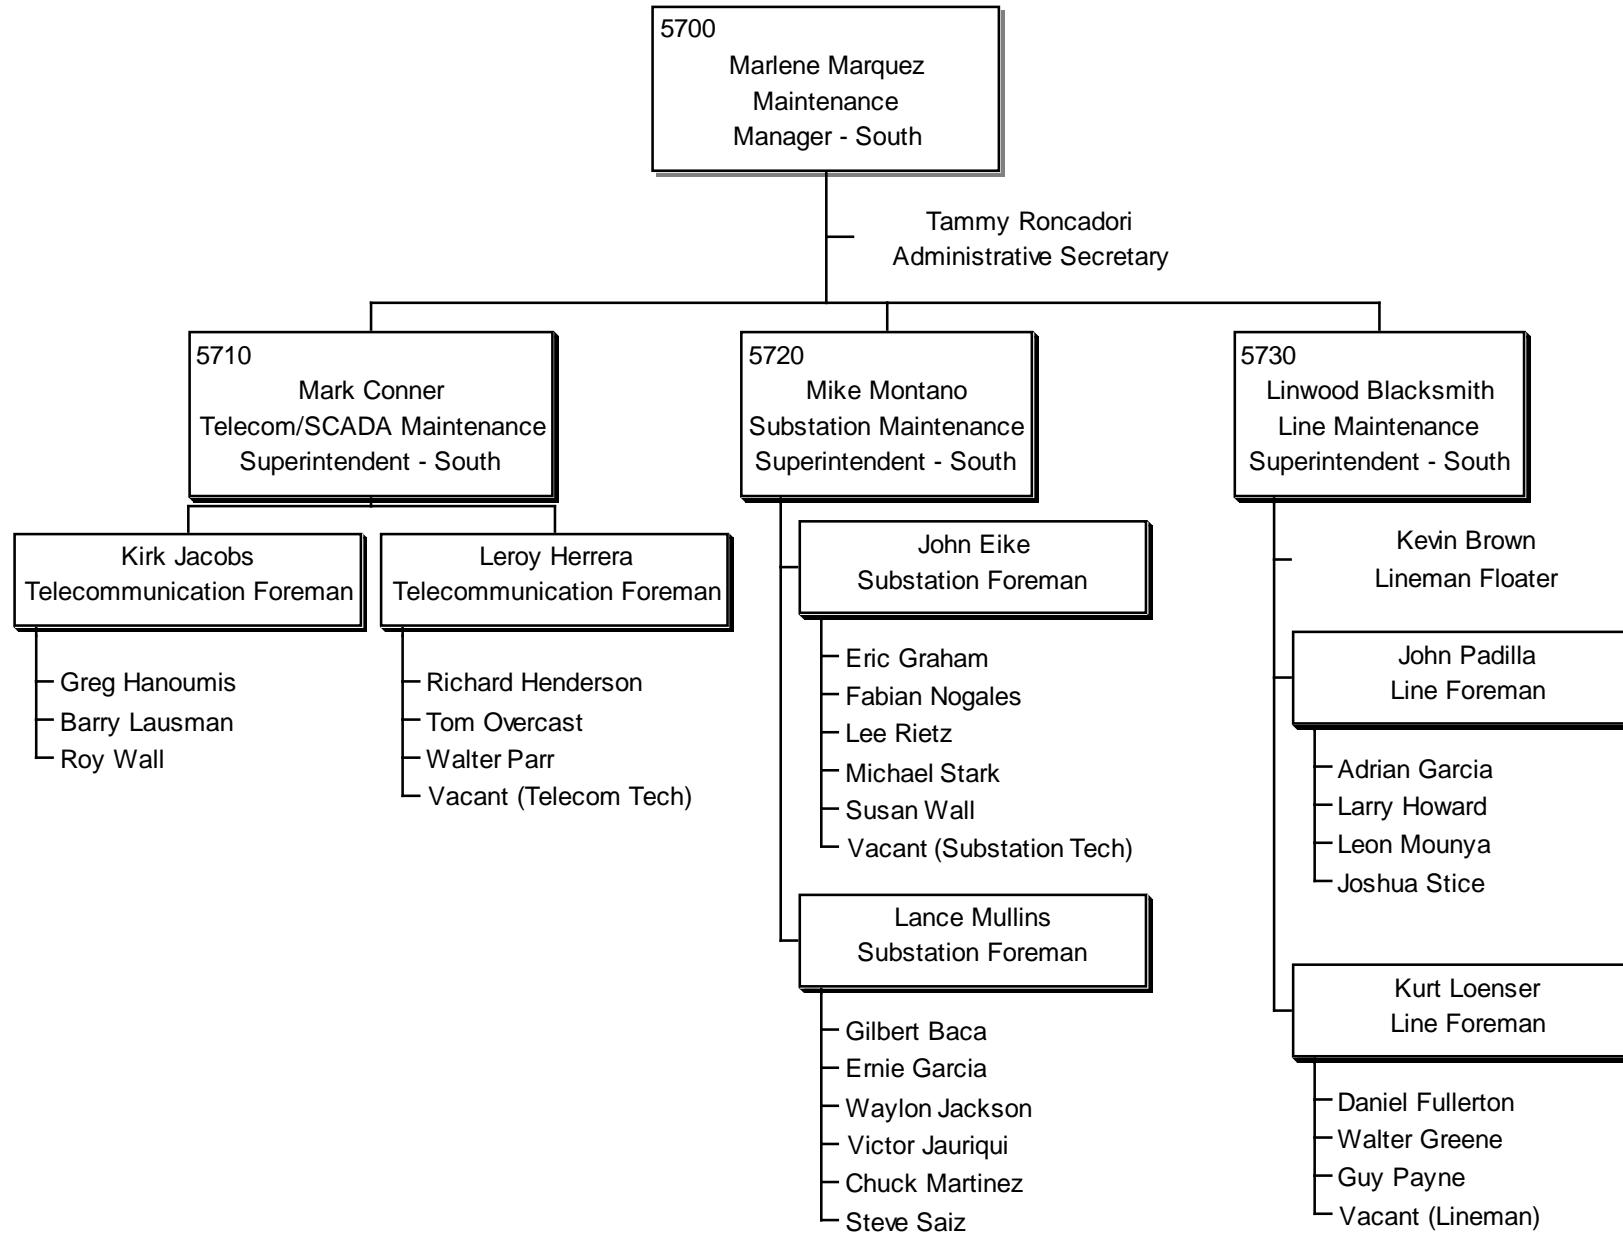 5700
Marlene Marquez
Maintenance
Manager - South
Tammy Roncadori
Administrative Secretary
5710
Mark Conner
Telecom/SCADA Maintenance
Superintendent - South
Kirk Jacobs
Telecommunication Foreman
Greg Hanoumis
Barry Lausman
Roy Wall
Leroy Herrera
Telecommunication Foreman
Richard Henderson
Tom Overcast
Walter Parr
Vacant (Telecom Tech)
5720
Mike Montano
Substation Maintenance
Superintendent - South
John Eike
Substation Foreman
Eric Graham
Fabian Nogales
Lee Rietz
Michael Stark
Susan Wall
Vacant (Substation Tech)
Lance Mullins
Substation Foreman
Gilbert Baca
Ernie Garcia
Waylon Jackson
Victor Jauriqui
Chuck Martinez
Steve Saiz
5730
Linwood Blacksmith
Line Maintenance
Superintendent - South
Kevin Brown
Lineman Floater
John Padilla
Line Foreman
Adrian Garcia
Larry Howard
Leon Mounya
Joshua Stice
Kurt Loenser
Line Foreman
Daniel Fullerton
Walter Greene
Guy Payne
Vacant (Lineman)